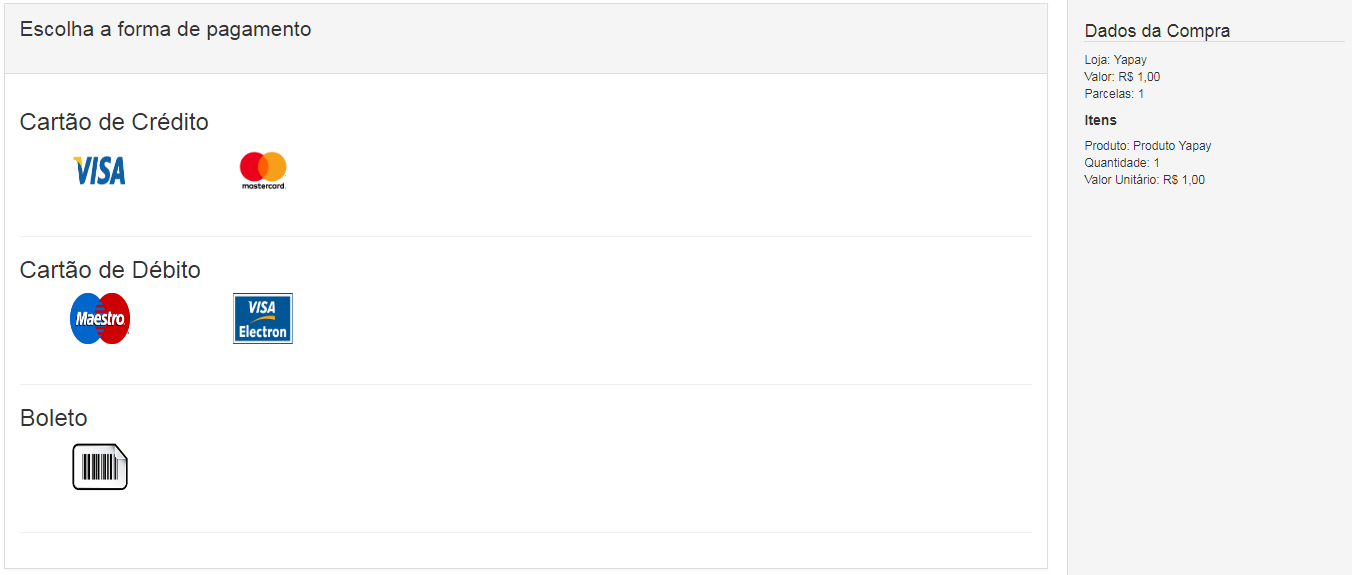 Escolha a forma de pagamento
Cartão de Crédito
VISA
mastercard.
Cartão de Débito
Maestro
VISA
Electron
Boleto
Dados da Compra
Loja: Yapay
Valor: R$ 1,00
Parcelas: 1
Itens
Produto: Produto Yapay
Quantidade: 1
Valor Unitário: R$ 1,00